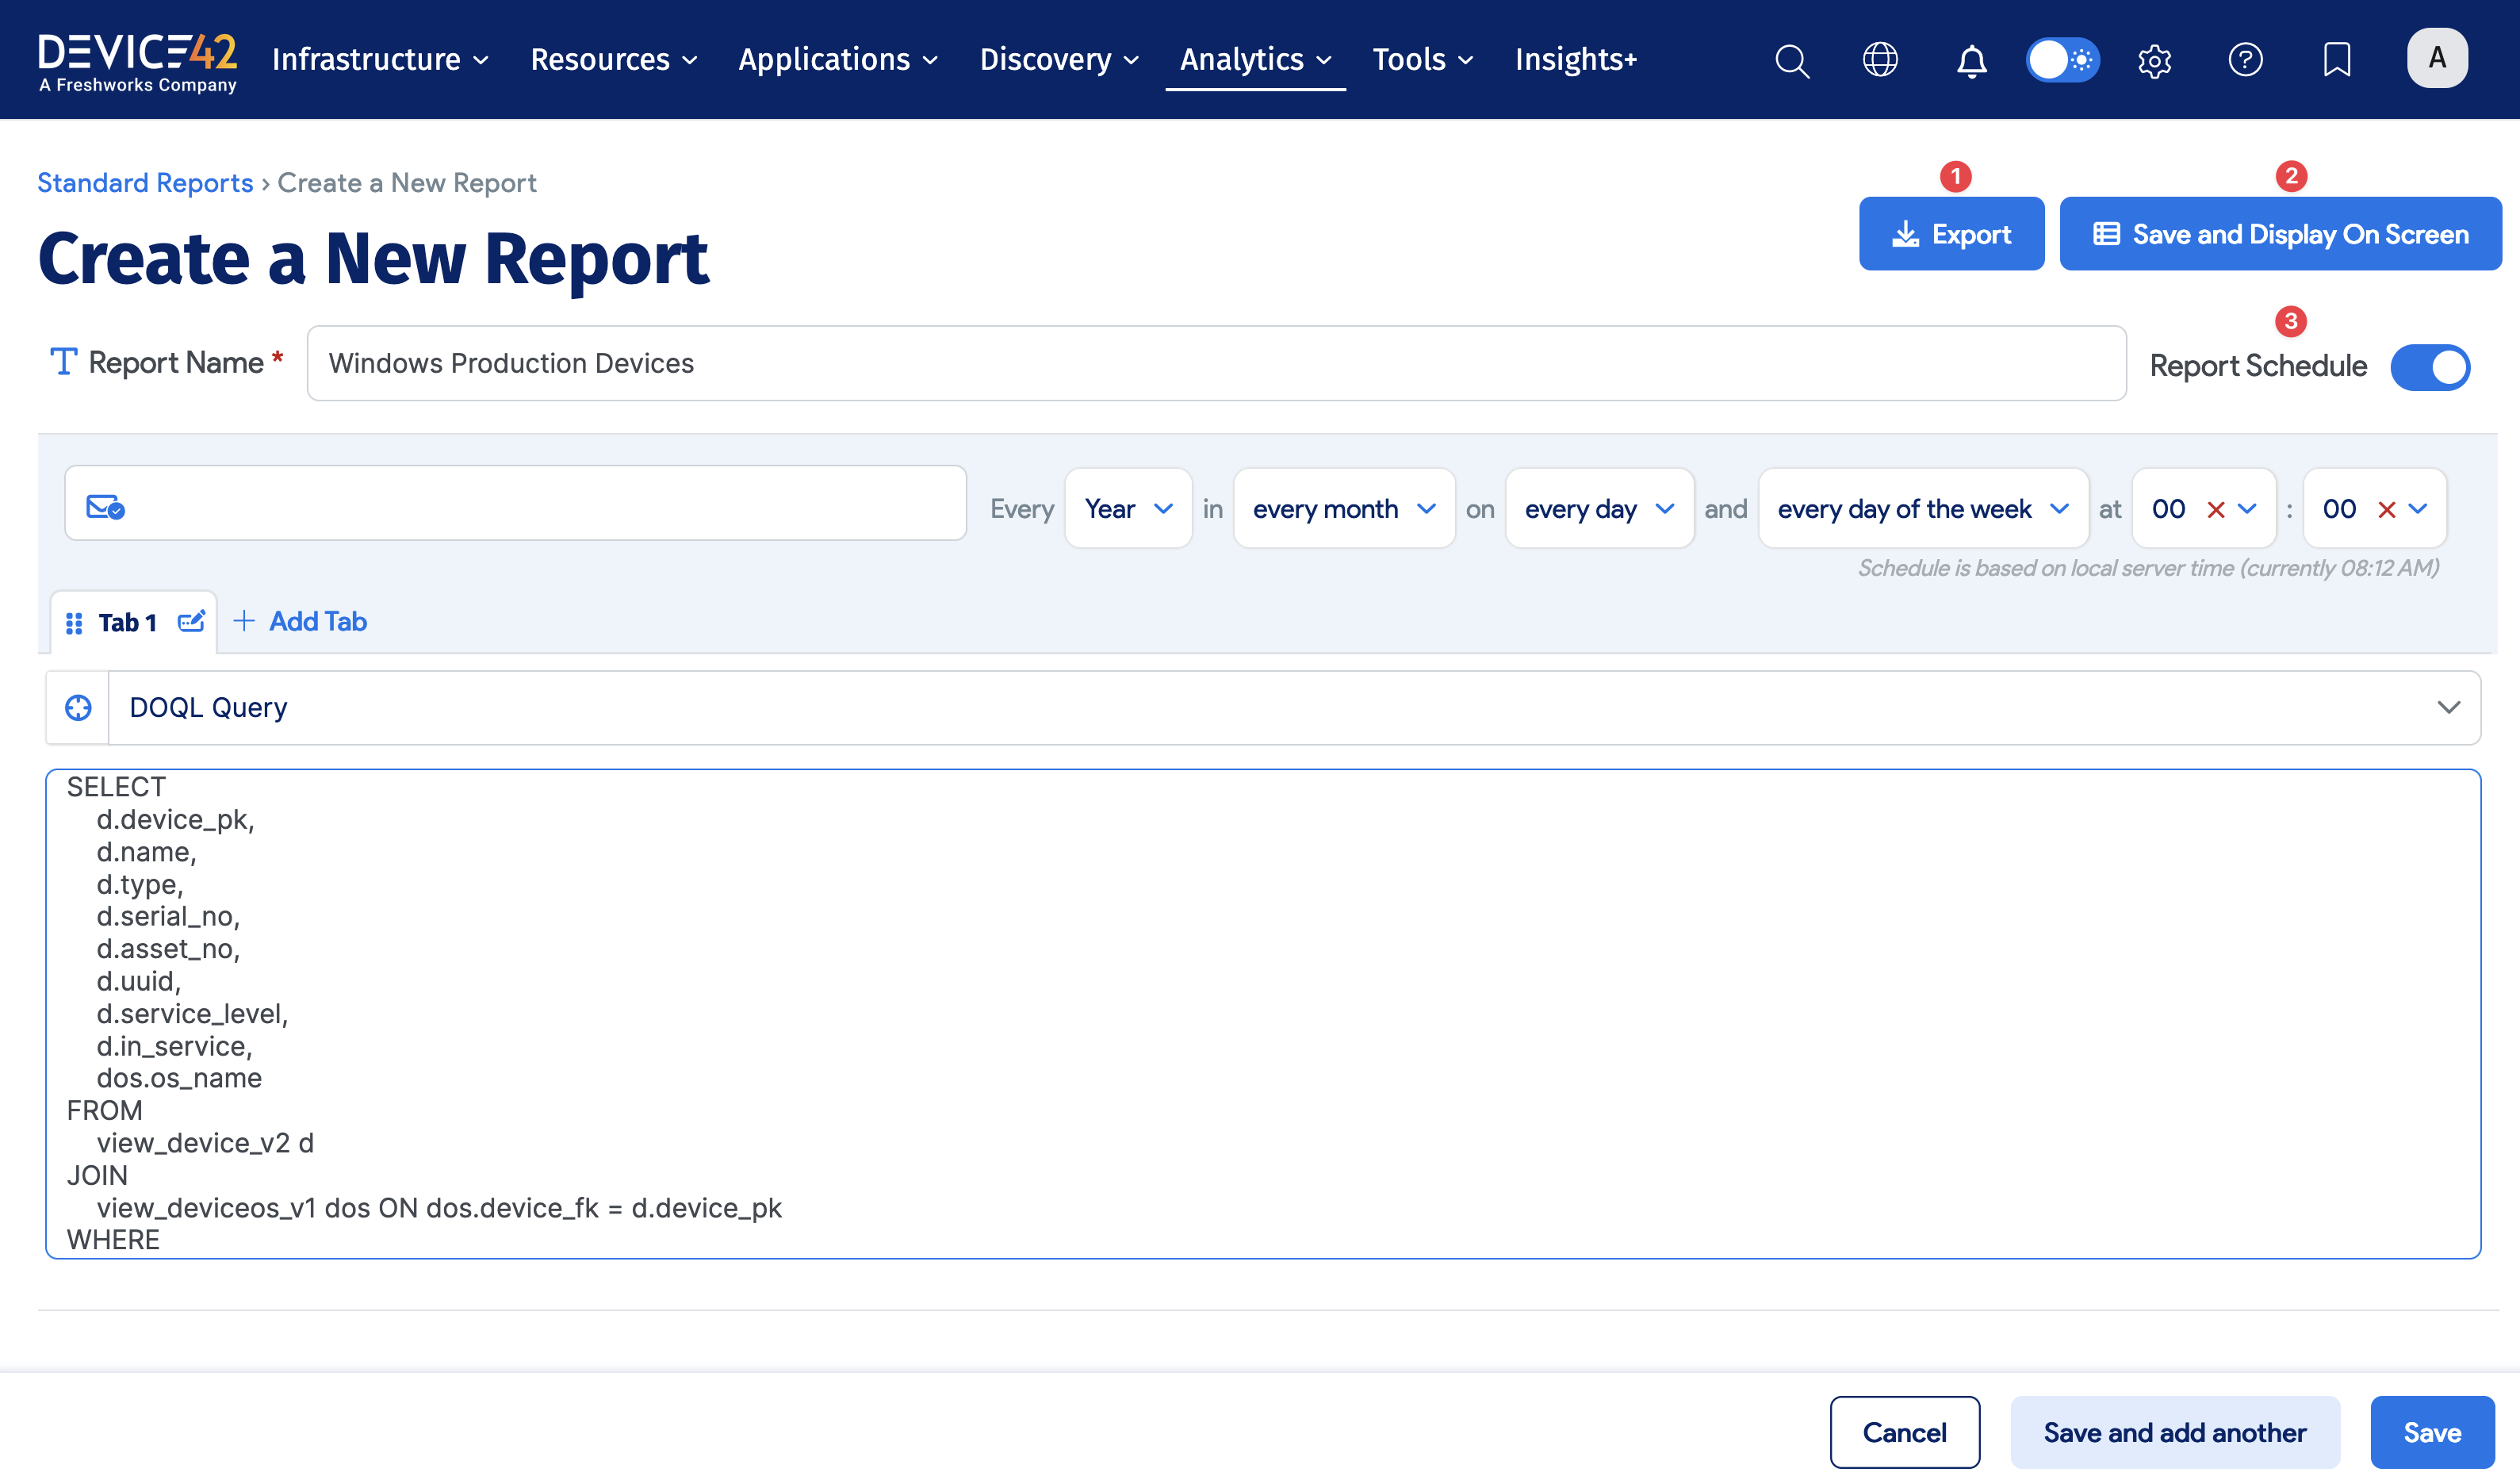 DEVICE42
A Freshworks Company
Infrastructure
Resources
Applications
Discovery
Analytics
Tools
Insights+
A
Standard Reports › Create a New Report
1
2
Create a New Report
Export
Save and Display On Screen
3
Report Name *
Windows Production Devices
Report Schedule
Every Year in every month on every day and every day of the week at 00 : 00
Schedule is based on local server time (currently 08:12 AM)
Tab 1
+ Add Tab
DOQL Query
SELECT
d.device_pk,
d.name,
d.type,
d.serial_no,
d.asset_no,
d.uuid,
d.service_level,
d.in_service,
dos.os_name
FROM
view_device_v2 d
JOIN
view_deviceos_v1 dos ON dos.device_fk = d.device_pk
WHERE
Cancel
Save and add another
Save